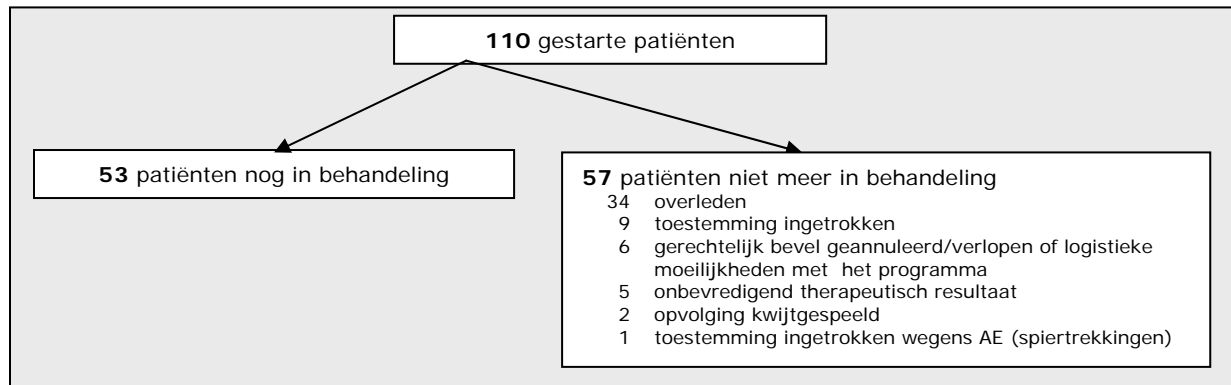 110 gestarte patiënten
53 patiënten nog in behandeling
57 patiënten niet meer in behandeling
34 overleden
9 toestemming ingetrokken
6 gerechtelijk bevel geannuleerd/verlopen of logistieke
moeilijkheden met het programma
5 onbevredigend therapeutisch resultaat
2 opvolging kwijtgespeeld
1 toestemming ingetrokken wegens AE (spiertrekkingen)